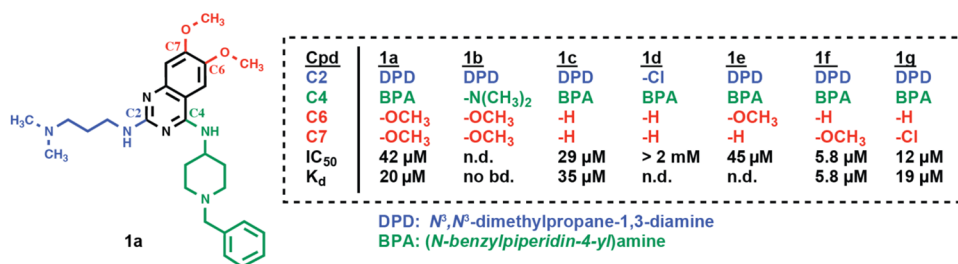 CH₃
O
C7
O
CH₃
C6
N
C2
C4
H₃C
N
NH
N
NH
CH₃
N
1a
Cpd 1a 1b 1c 1d 1e 1f 1g
C2 DPD DPD DPD -Cl DPD DPD DPD
C4 BPA -N(CH₃)₂ BPA BPA BPA BPA BPA
C6 -OCH₃ -OCH₃ -H -H -OCH₃ -H -H
C7 -OCH₃ -OCH₃ -H -H -H -OCH₃ -Cl
IC₅₀ 42 µM n.d. 29 µM > 2 mM 45 µM 5.8 µM 12 µM
K_d 20 µM no bd. 35 µM n.d. n.d. 5.8 µM 19 µM
DPD: N³,N³-dimethylpropane-1,3-diamine
BPA: (N-benzylpiperidin-4-yl)amine